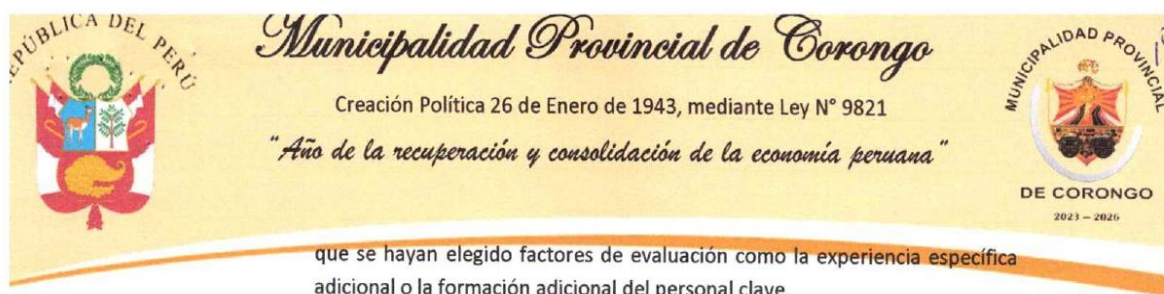 REPÚBLICA DEL PERÚ
Municipalidad Provincial de Corongo
Creación Política 26 de Enero de 1943, mediante Ley N° 9821
"Año de la recuperación y consolidación de la economía peruana"
MUNICIPALIDAD PROVINCIAL
DE CORONGO
2023 – 2026
que se hayan elegido factores de evaluación como la experiencia específica
adicional o la formación adicional del personal clave